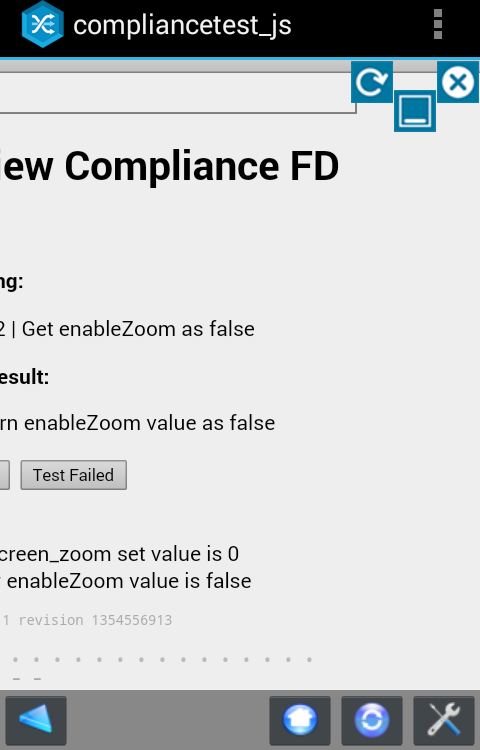 compliancetest_js
iew Compliance FD
ng:
2 | Get enableZoom as false
esult:
rn enableZoom value as false
Test Failed
creen_zoom set value is 0
enableZoom value is false
1 revision 1354556913